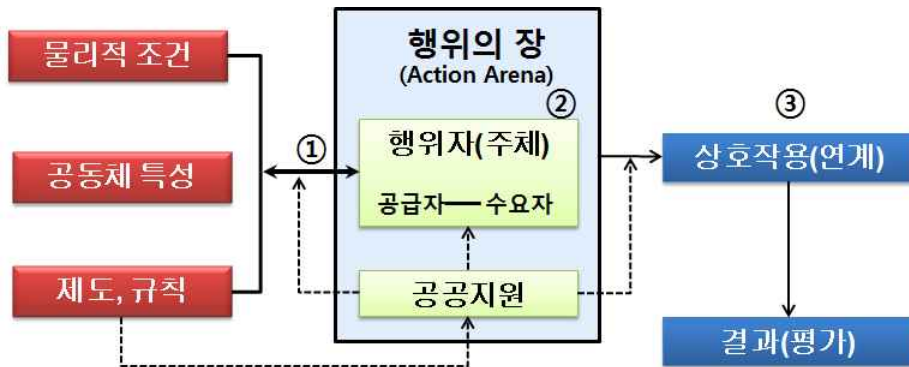 물리적 조건
공동체 특성
제도, 규칙
①
행위의 장
(Action Arena)
②
행위자(주체)
공급자 수요자
공공지원
③
상호작용(연계)
결과(평가)